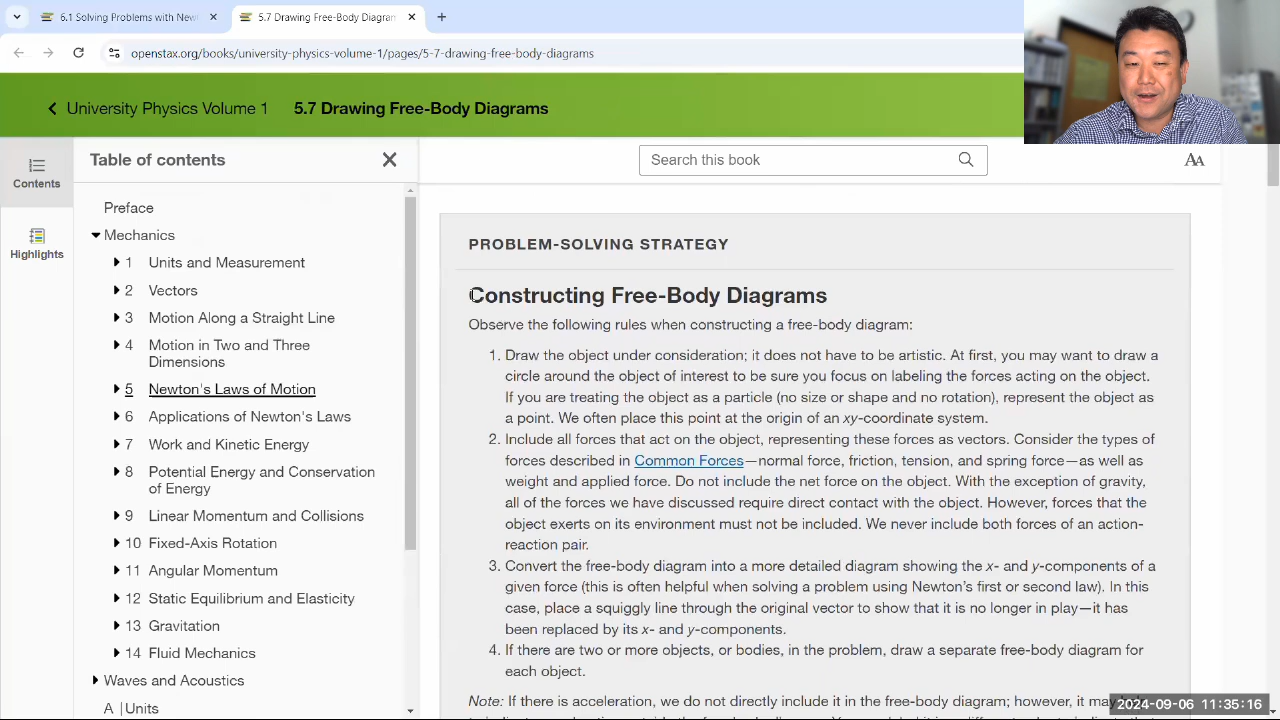 6.1 Solving Problems with New
5.7 Drawing Free-Body Diagram
openstax.org/books/university-physics-volume-1/pages/5-7-drawing-free-body-diagrams
University Physics Volume 1
5.7 Drawing Free-Body Diagrams
Contents
Highlights
Table of contents
Preface
Mechanics
1 Units and Measurement
2 Vectors
3 Motion Along a Straight Line
4 Motion in Two and Three
Dimensions
5 Newton's Laws of Motion
6 Applications of Newton's Laws
7 Work and Kinetic Energy
8 Potential Energy and Conservation
of Energy
9 Linear Momentum and Collisions
10 Fixed-Axis Rotation
11 Angular Momentum
12 Static Equilibrium and Elasticity
13 Gravitation
14 Fluid Mechanics
Waves and Acoustics
A | Units
Search this book
AA
PROBLEM-SOLVING STRATEGY
Constructing Free-Body Diagrams
Observe the following rules when constructing a free-body diagram:
1. Draw the object under consideration; it does not have to be artistic. At first, you may want to draw a
circle around the object of interest to be sure you focus on labeling the forces acting on the object.
If you are treating the object as a particle (no size or shape and no rotation), represent the object as
a point. We often place this point at the origin of an xy-coordinate system.
2. Include all forces that act on the object, representing these forces as vectors. Consider the types of
forces described in Common Forces—normal force, friction, tension, and spring force—as well as
weight and applied force. Do not include the net force on the object. With the exception of gravity,
all of the forces we have discussed require direct contact with the object. However, forces that the
object exerts on its environment must not be included. We never include both forces of an action-
reaction pair.
3. Convert the free-body diagram into a more detailed diagram showing the x- and y-components of a
given force (this is often helpful when solving a problem using Newton's first or second law). In this
case, place a squiggly line through the original vector to show that it is no longer in play—it has
been replaced by its x- and y-components.
4. If there are two or more objects, or bodies, in the problem, draw a separate free-body diagram for
each object.
Note: If there is acceleration, we do not directly include it in the free-body diagram; however, it may
2024-09-06 11:35:16